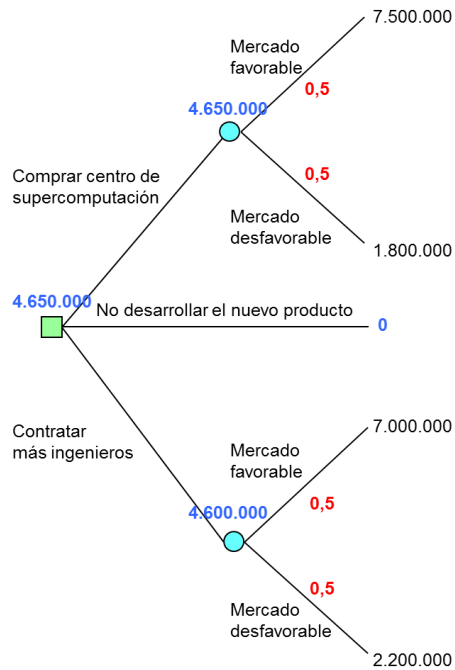 7.500.000
Mercado
favorable
0,5
4.650.000
Comprar centro de
supercomputación
0,5
Mercado
desfavorable
1.800.000
4.650.000
No desarrollar el nuevo producto
0
Contratar
más ingenieros
7.000.000
Mercado
favorable
0,5
4.600.000
0,5
Mercado
desfavorable
2.200.000